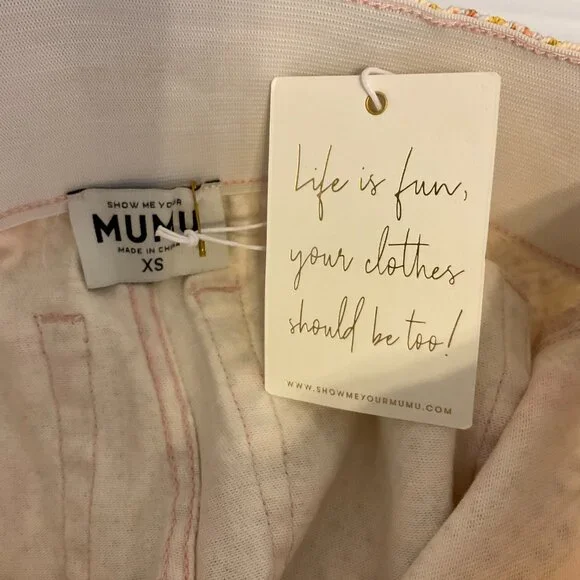 SHOW ME YOUR
MUMU
MADE IN CHINA
XS
Life is fun,
your clothes
should be too!
WWW.SHOWMEYOURMUMU.COM